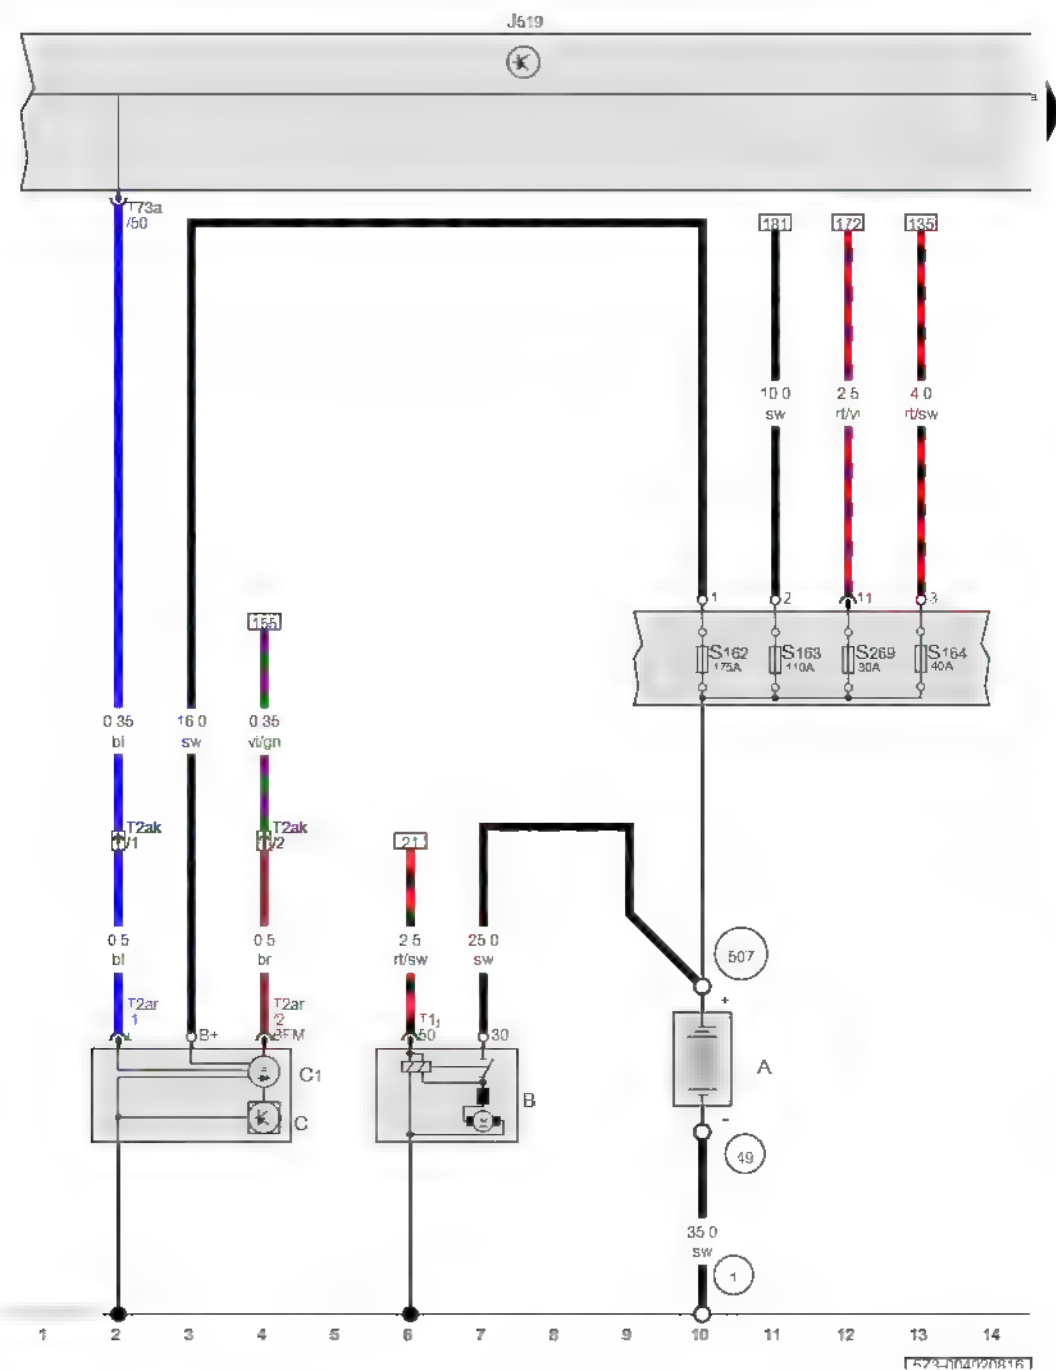 J519
a
T73a
/50
181
172
135
10 0
sw
2 5
rt/vi
4 0
rt/sw
1
2
11
3
S162
175A
S163
110A
S269
30A
S164
40A
155
0 35
bl
16 0
sw
0 35
vi/gn
T2ak
/1
T2ak
/2
21
0 5
bl
0 5
br
2 5
rt/sw
25 0
sw
507
T2ar
1
B+
T2ar
/2
BFM
T1j
50
30
+
C1
C
B
A
-
49
35 0
sw
1
1 2 3 4 5 6 7 8 9 10 11 12 13 14
573-004020816